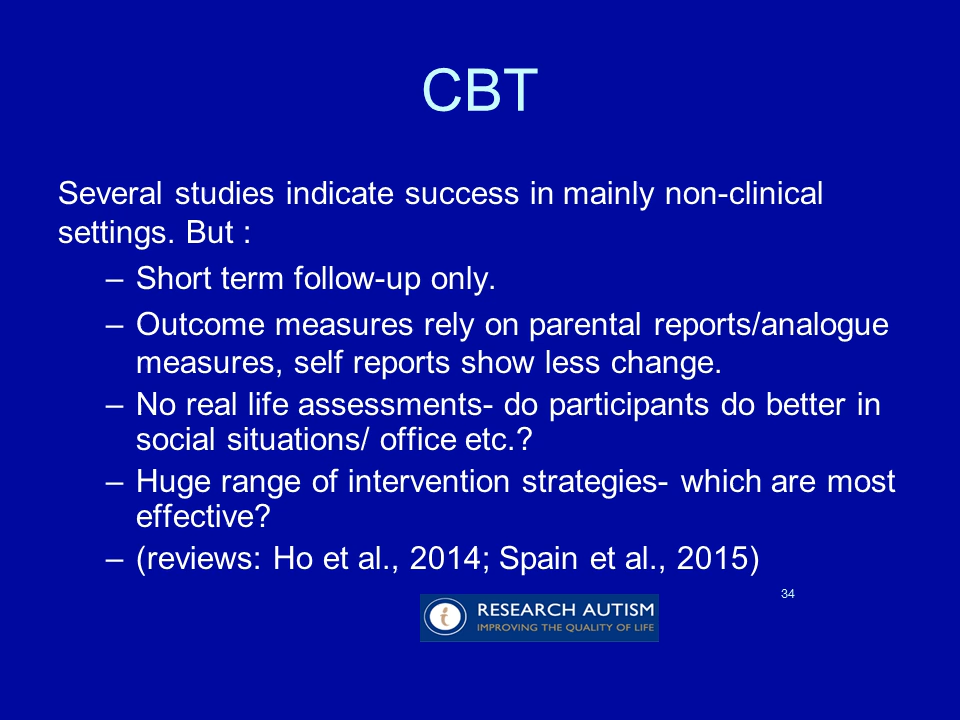 CBT
Several studies indicate success in mainly non-clinical
settings. But :
– Short term follow-up only.
– Outcome measures rely on parental reports/analogue
measures, self reports show less change.
– No real life assessments- do participants do better in
social situations/ office etc.?
– Huge range of intervention strategies- which are most
effective?
– (reviews: Ho et al., 2014; Spain et al., 2015)
34
i RESEARCH AUTISM
IMPROVING THE QUALITY OF LIFE